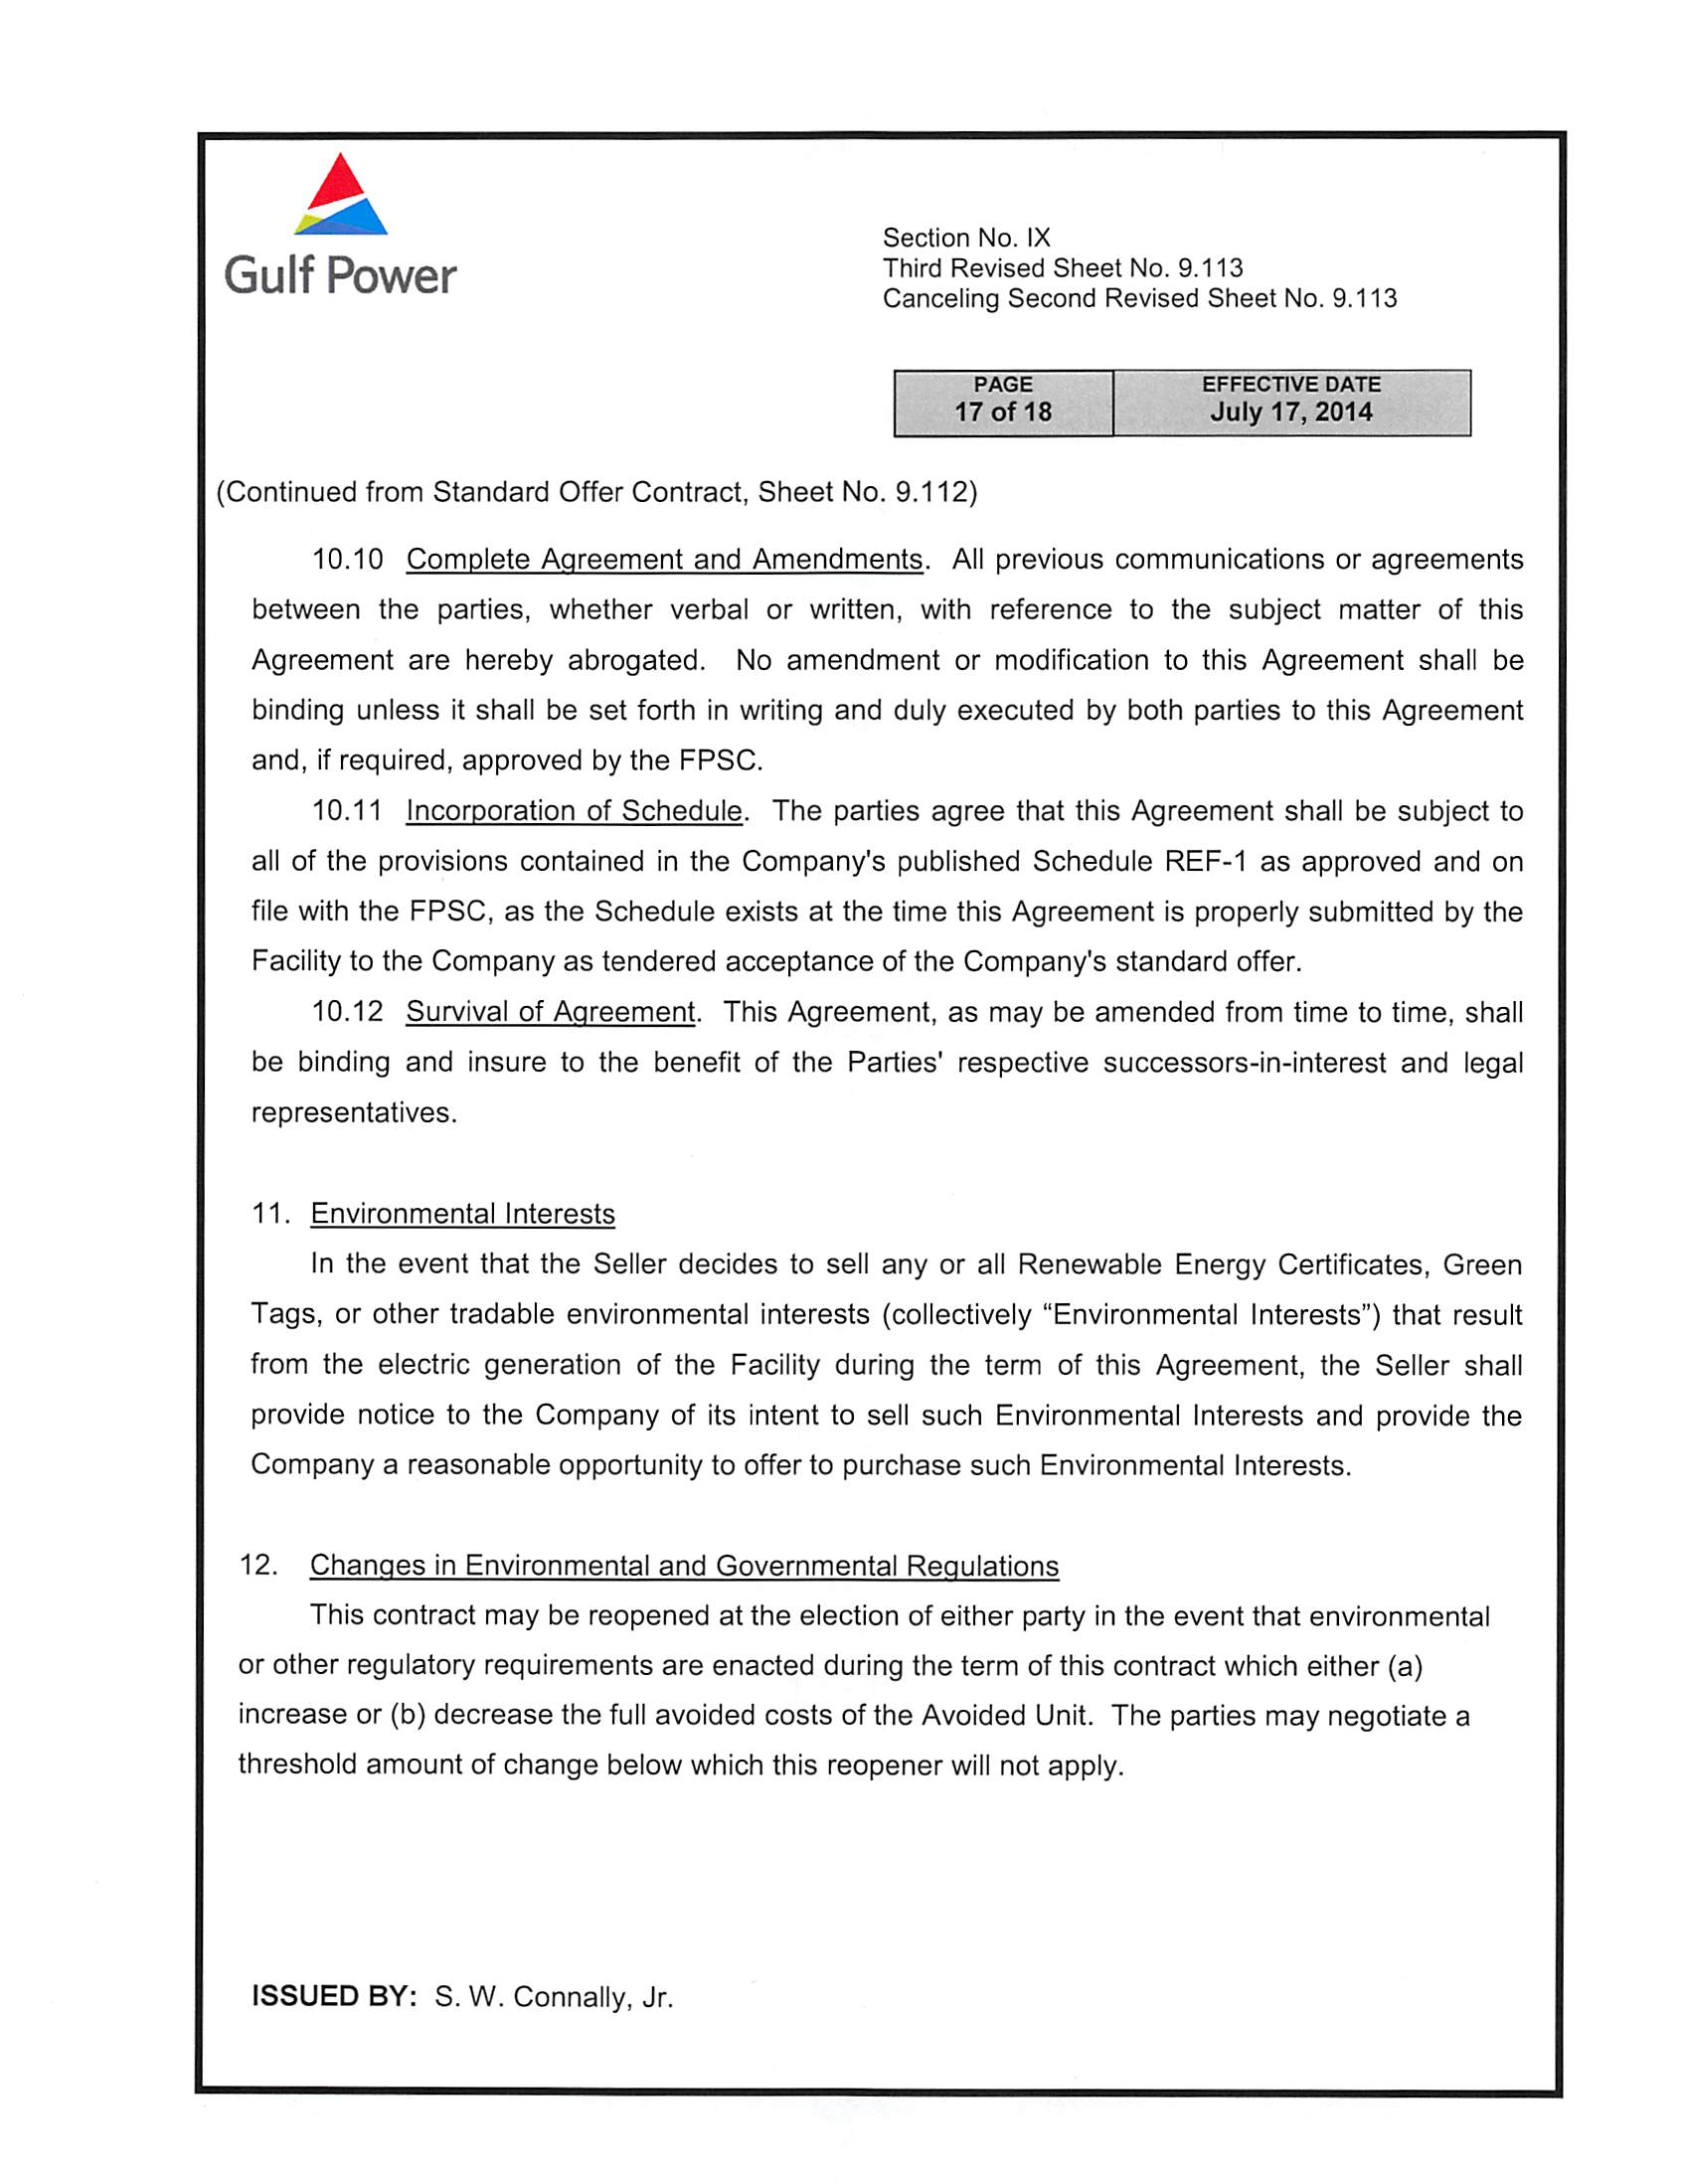 Gulf Power
Section No. IX
Third Revised Sheet No. 9.113
Canceling Second Revised Sheet No. 9.113
PAGE
17 of 18
EFFECTIVE DATE
July 17, 2014
(Continued from Standard Offer Contract, Sheet No. 9.112)
10.10 Complete Agreement and Amendments. All previous communications or agreements
between the parties, whether verbal or written, with reference to the subject matter of this
Agreement are hereby abrogated. No amendment or modification to this Agreement shall be
binding unless it shall be set forth in writing and duly executed by both parties to this Agreement
and, if required, approved by the FPSC.
10.11 Incorporation of Schedule. The parties agree that this Agreement shall be subject to
all of the provisions contained in the Company's published Schedule REF-1 as approved and on
file with the FPSC, as the Schedule exists at the time this Agreement is properly submitted by the
Facility to the Company as tendered acceptance of the Company's standard offer.
10.12 Survival of Agreement. This Agreement, as may be amended from time to time, shall
be binding and insure to the benefit of the Parties' respective successors-in-interest and legal
representatives.
11. Environmental Interests
In the event that the Seller decides to sell any or all Renewable Energy Certificates, Green
Tags, or other tradable environmental interests (collectively “Environmental Interests”) that result
from the electric generation of the Facility during the term of this Agreement, the Seller shall
provide notice to the Company of its intent to sell such Environmental Interests and provide the
Company a reasonable opportunity to offer to purchase such Environmental Interests.
12. Changes in Environmental and Governmental Regulations
This contract may be reopened at the election of either party in the event that environmental
or other regulatory requirements are enacted during the term of this contract which either (a)
increase or (b) decrease the full avoided costs of the Avoided Unit. The parties may negotiate a
threshold amount of change below which this reopener will not apply.
ISSUED BY: S. W. Connally, Jr.